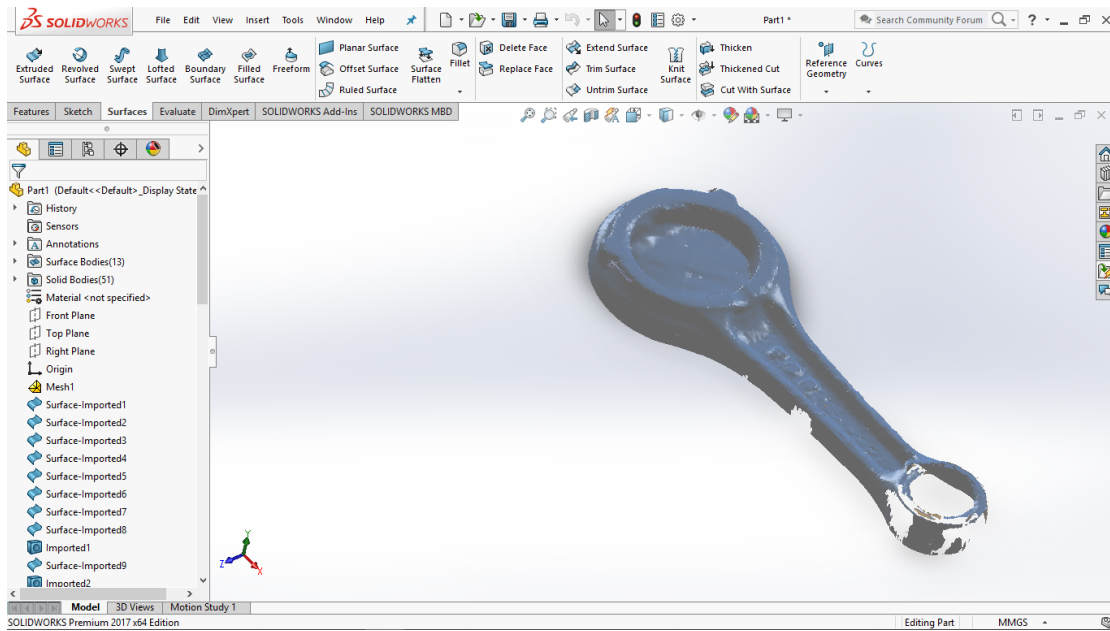 SOLIDWORKS File Edit View Insert Tools Window Help Part1 * Search Community Forum ?
Extruded Surface
Revolved Surface
Swept Surface
Lofted Surface
Boundary Surface
Filled Surface
Freeform
Planar Surface
Offset Surface
Ruled Surface
Surface Flatten
Fillet
Delete Face
Replace Face
Extend Surface
Trim Surface
Untrim Surface
Knit Surface
Thicken
Thickened Cut
Cut With Surface
Reference Geometry
Curves
Features Sketch Surfaces Evaluate DimXpert SOLIDWORKS Add-Ins SOLIDWORKS MBD
Part1 (Default<<Default>_Display State
History
Sensors
Annotations
Surface Bodies(13)
Solid Bodies(51)
Material <not specified>
Front Plane
Top Plane
Right Plane
Origin
Mesh1
Surface-Imported1
Surface-Imported2
Surface-Imported3
Surface-Imported4
Surface-Imported5
Surface-Imported6
Surface-Imported7
Surface-Imported8
Imported1
Surface-Imported9
Imported2
Y
Z
X
Model 3D Views Motion Study 1
SOLIDWORKS Premium 2017 x64 Edition Editing Part MMGS